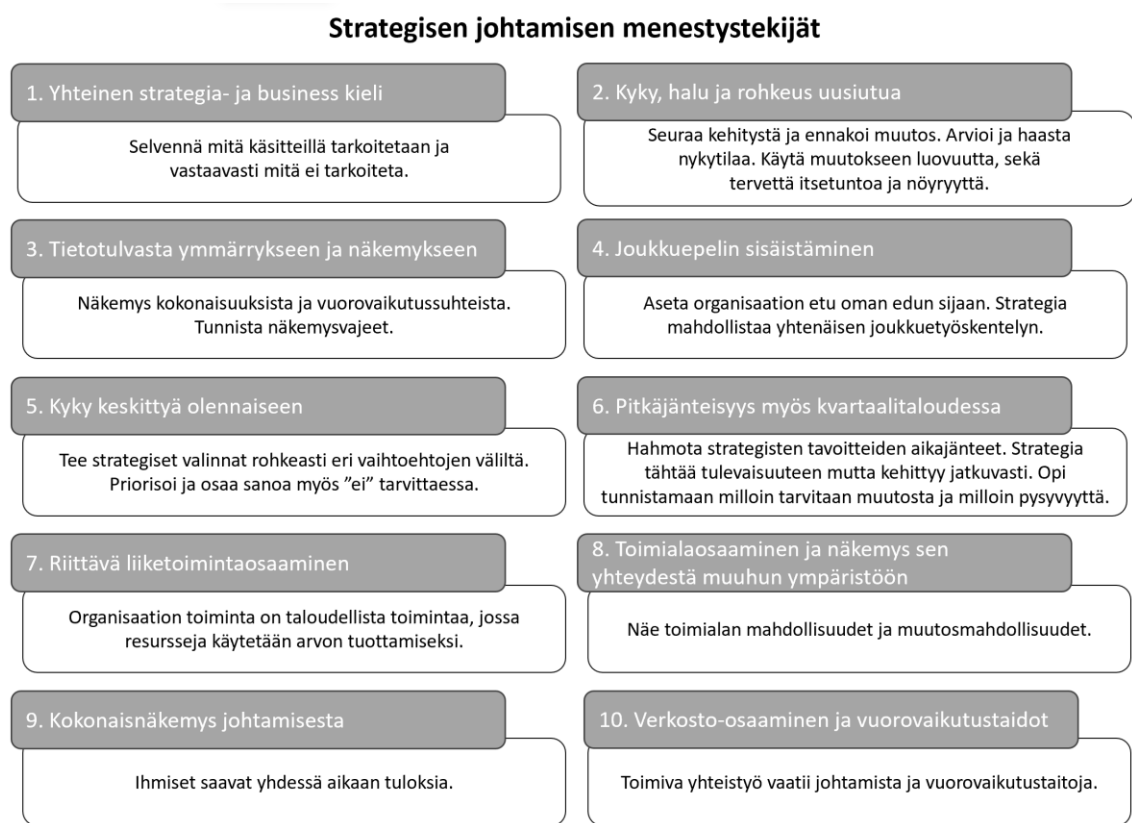 Strategisen johtamisen menestystekijät
1. Yhteinen strategia- ja business kieli
Selvennä mitä käsitteillä tarkoitetaan ja
vastaavasti mitä ei tarkoiteta.
2. Kyky, halu ja rohkeus uusiutua
Seuraa kehitystä ja ennakoi muutos. Arvioi ja haasta
nykytilaa. Käytä muutokseen luovuutta, sekä
tervettä itsetuntoa ja nöyryyttä.
3. Tietotulvasta ymmärrykseen ja näkemykseen
Näkemys kokonaisuuksista ja vuorovaikutussuhteista.
Tunnista näkemysvajeet.
4. Joukkuepelin sisäistäminen
Aseta organisaation etu oman edun sijaan. Strategia
mahdollistaa yhtenäisen joukkuetyöskentelyn.
5. Kyky keskittyä olennaiseen
Tee strategiset valinnat rohkeasti eri vaihtoehtojen väliltä.
Priorisoi ja osaa sanoa myös ”ei” tarvittaessa.
6. Pitkäjänteisyys myös kvartaalitaloudessa
Hahmota strategisten tavoitteiden aikajänteet. Strategia
tähtää tulevaisuuteen mutta kehittyy jatkuvasti. Opi
tunnistamaan milloin tarvitaan muutosta ja milloin pysyvyyttä.
7. Riittävä liiketoimintaosaaminen
Organisaation toiminta on taloudellista toimintaa, jossa
resursseja käytetään arvon tuottamiseksi.
8. Toimialaosaaminen ja näkemys sen
yhteydestä muuhun ympäristöön
Näe toimialan mahdollisuudet ja muutosmahdollisuudet.
9. Kokonaisnäkemys johtamisesta
Ihmiset saavat yhdessä aikaan tuloksia.
10. Verkosto-osaaminen ja vuorovaikutustaidot
Toimiva yhteistyö vaatii johtamista ja vuorovaikutustaitoja.